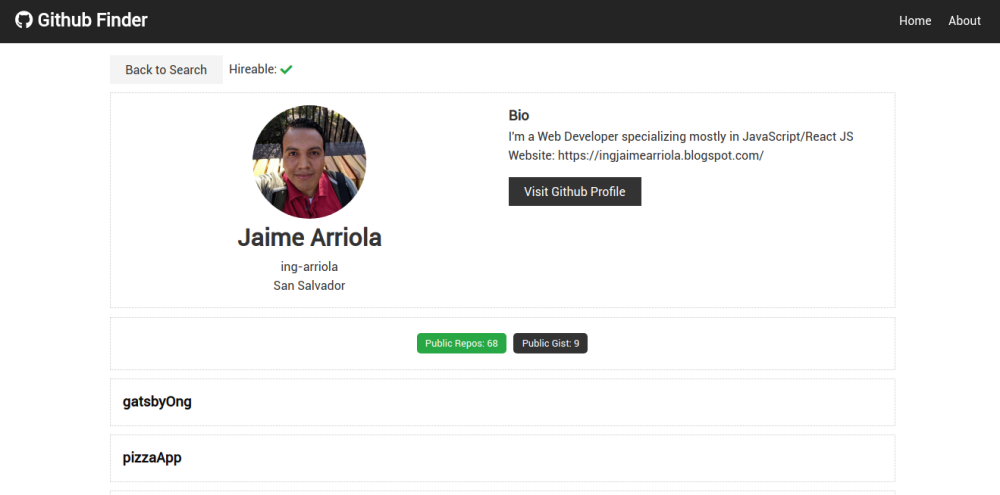 Github Finder
Home About
Back to Search Hireable:
Bio
I'm a Web Developer specializing mostly in JavaScript/React JS
Website: https://ingjaimearriola.blogspot.com/
Visit Github Profile
Jaime Arriola
ing-arriola
San Salvador
Public Repos: 68 Public Gist: 9
gatsbyOng
pizzaApp